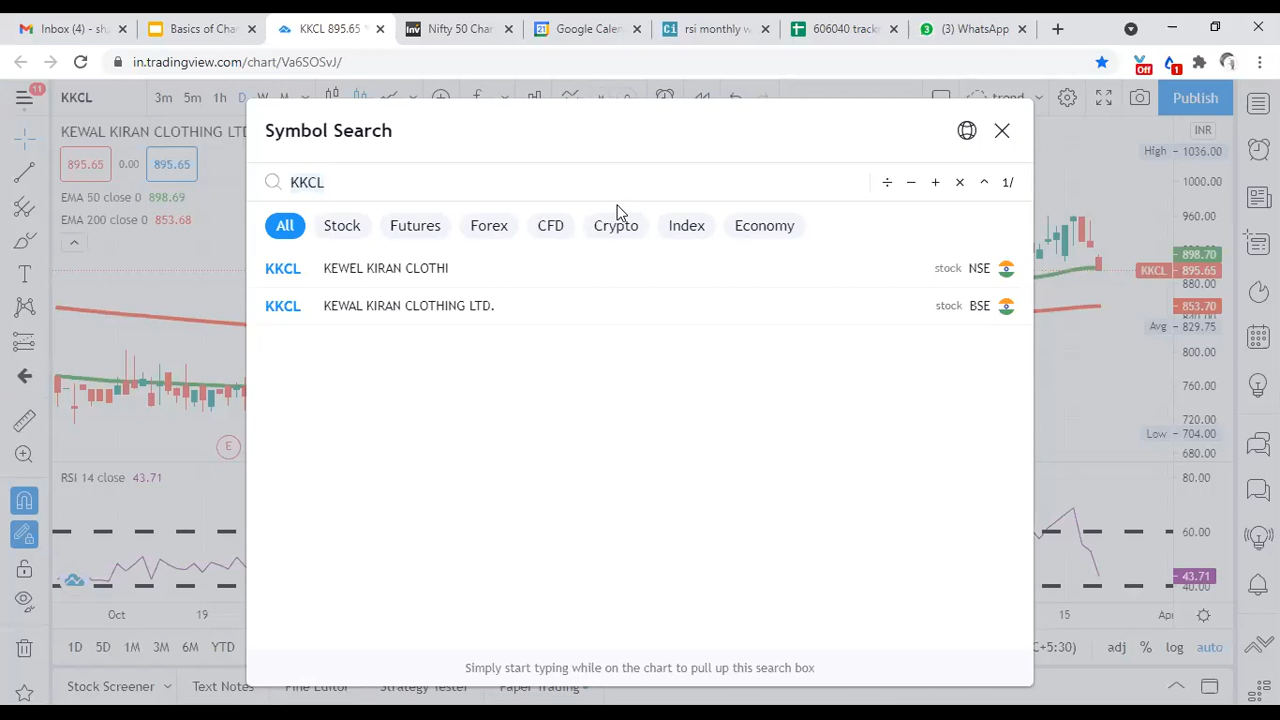 Inbox (4) - sh
Basics of Cha
KKCL 895.65
Nifty 50 Char
Google Calen
rsi monthly w
606040 trackr
(3) WhatsApp
in.tradingview.com/chart/Va6SOSvJ/
Off
1
11
KKCL
3m 5m 1h D W M
trend
Publish
Symbol Search
KEWAL KIRAN CLOTHING LTD
INR
High 1036.00
895.65 0.00 895.65
KKCL
÷ − + × ^ 1/
1000.00
EMA 50 close 0 898.69
EMA 200 close 0 853.68
All Stock Futures Forex CFD Crypto Index Economy
960.00
898.70
KKCL KEWEL KIRAN CLOTHI stock NSE
KKCL 895.65
880.00
KKCL KEWAL KIRAN CLOTHING LTD. stock BSE
853.70
Avg 829.75
800.00
760.00
720.00
Low 704.00
E
680.00
RSI 14 close 43.71
80.00
60.00
43.71
40.00
Oct 19 15 Apr
1D 5D 1M 3M 6M YTD
C+5:30) adj % log auto
Simply start typing while on the chart to pull up this search box
Stock Screener Text Notes Pine Editor Strategy Tester Paper Trading